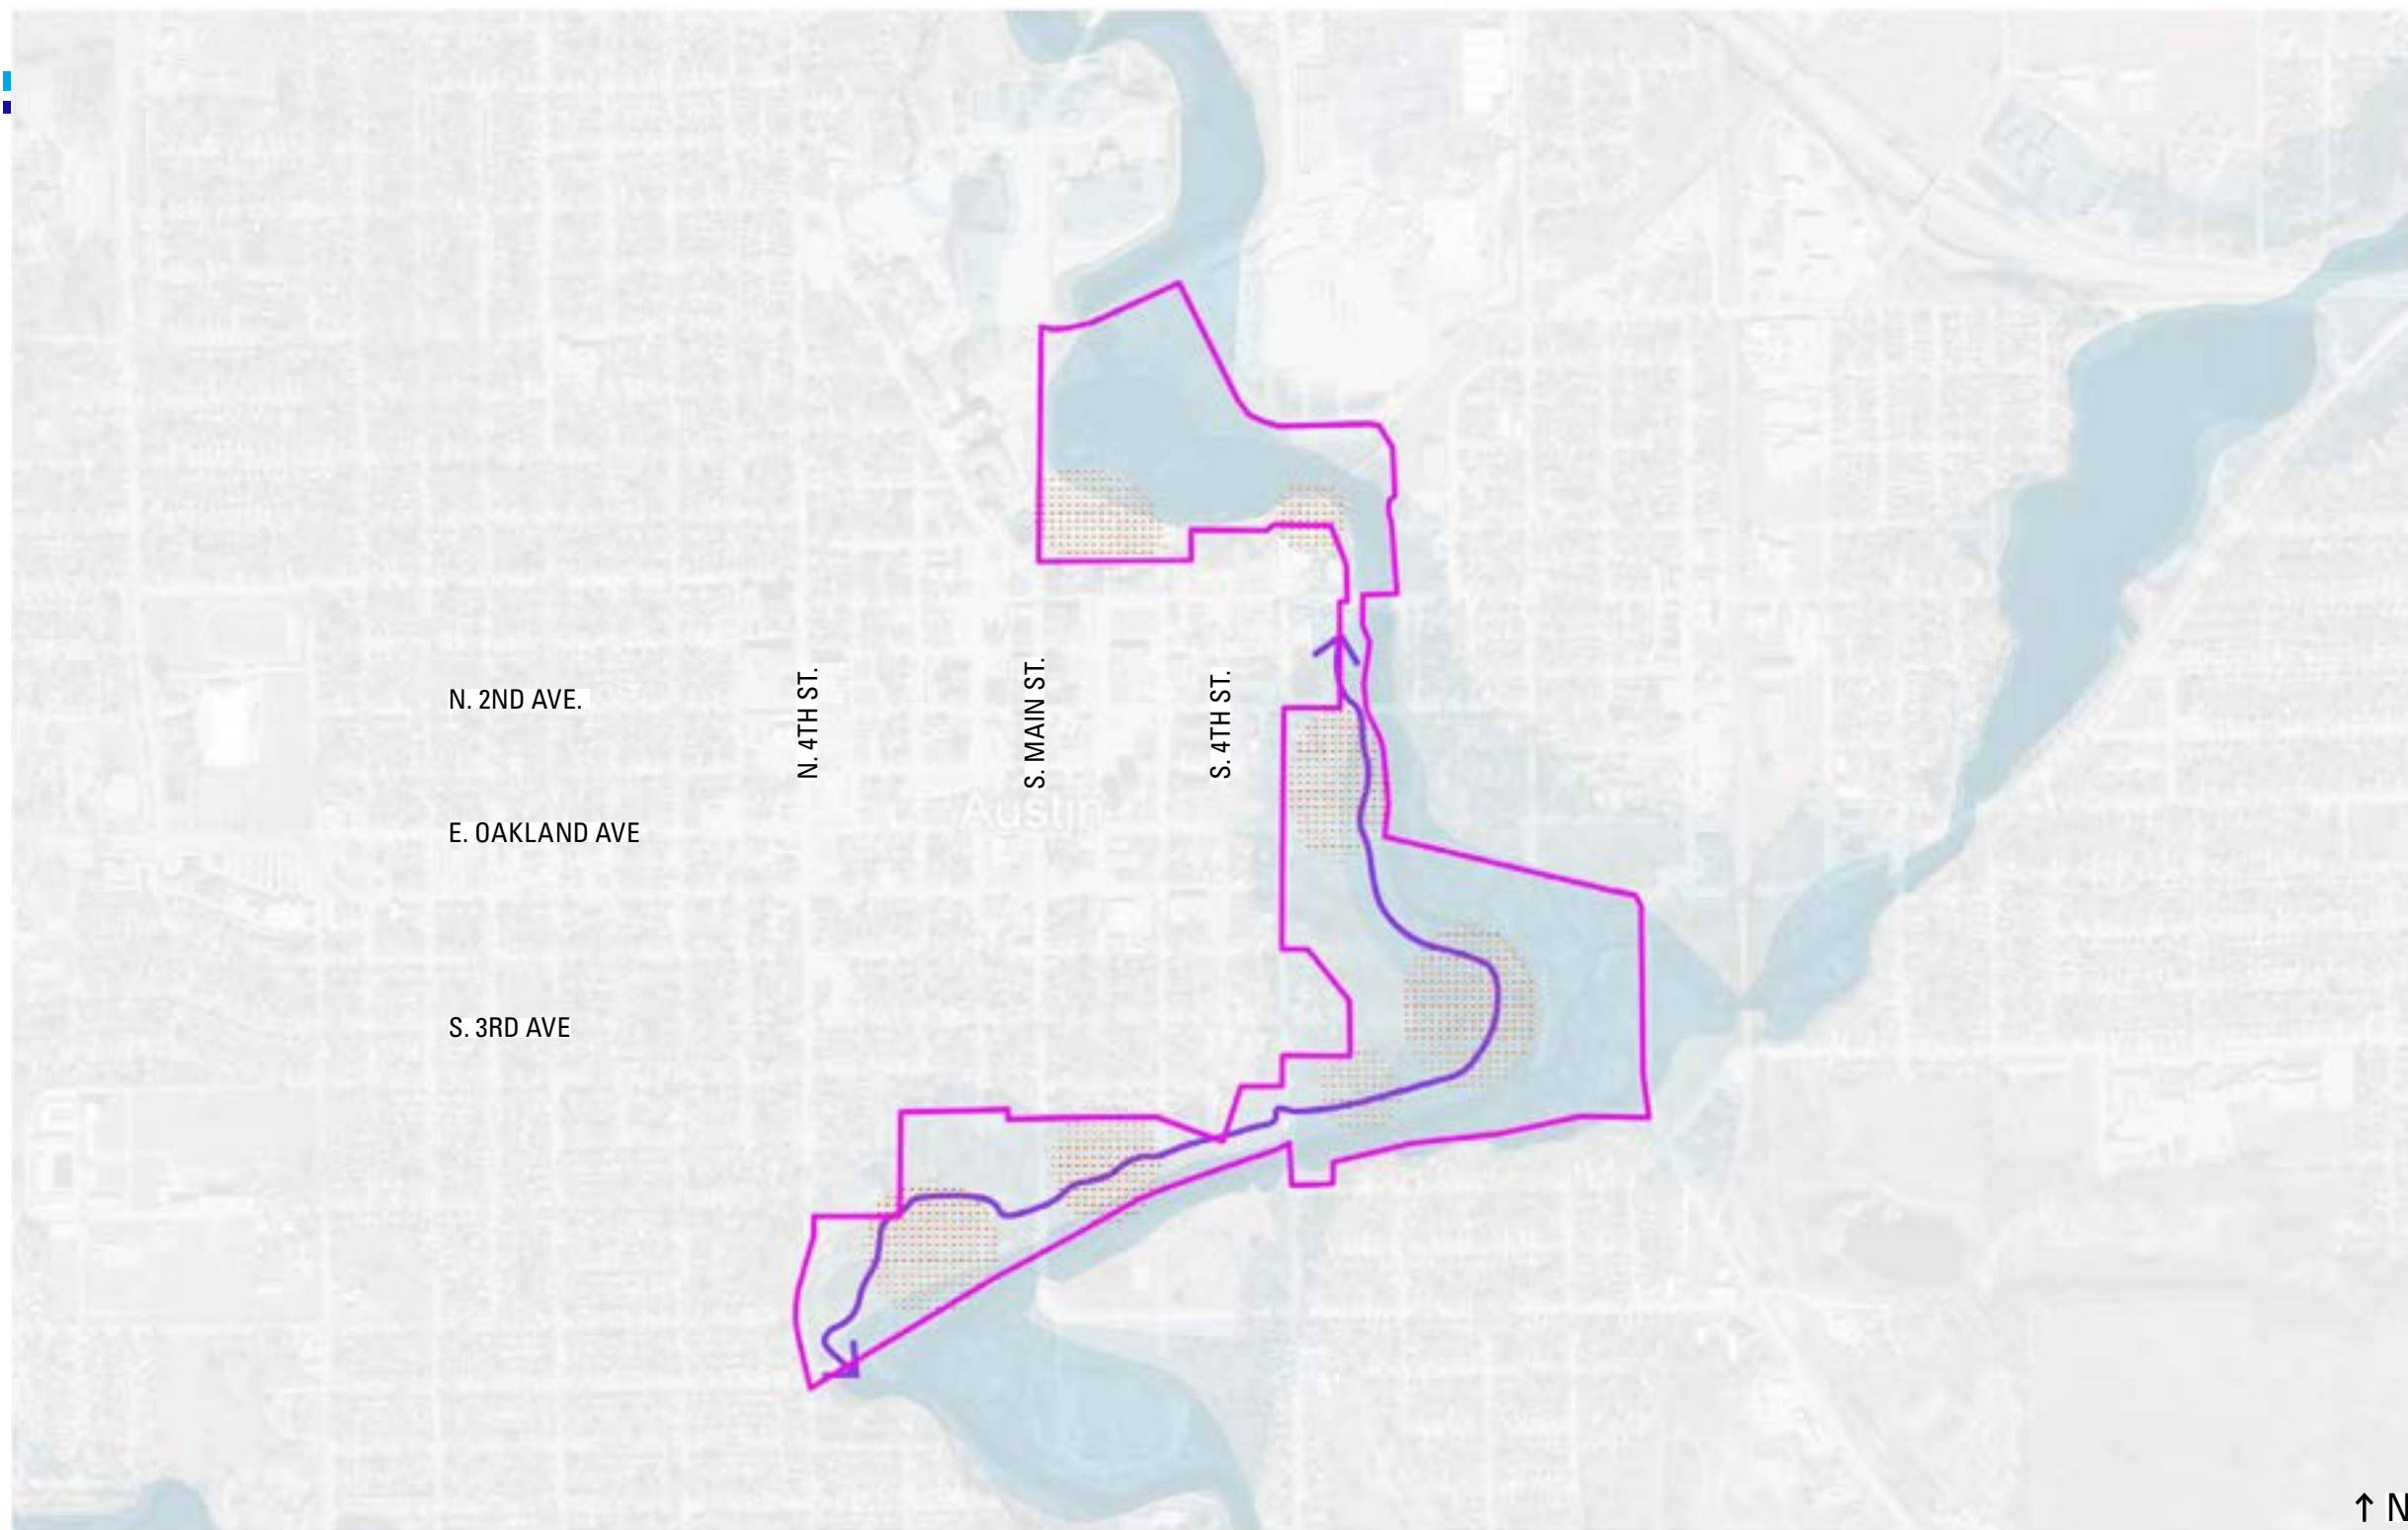 N. 4TH ST.
S. MAIN ST.
S. 4TH ST.
N. 2ND AVE.
Austin
E. OAKLAND AVE
S. 3RD AVE
↑ N